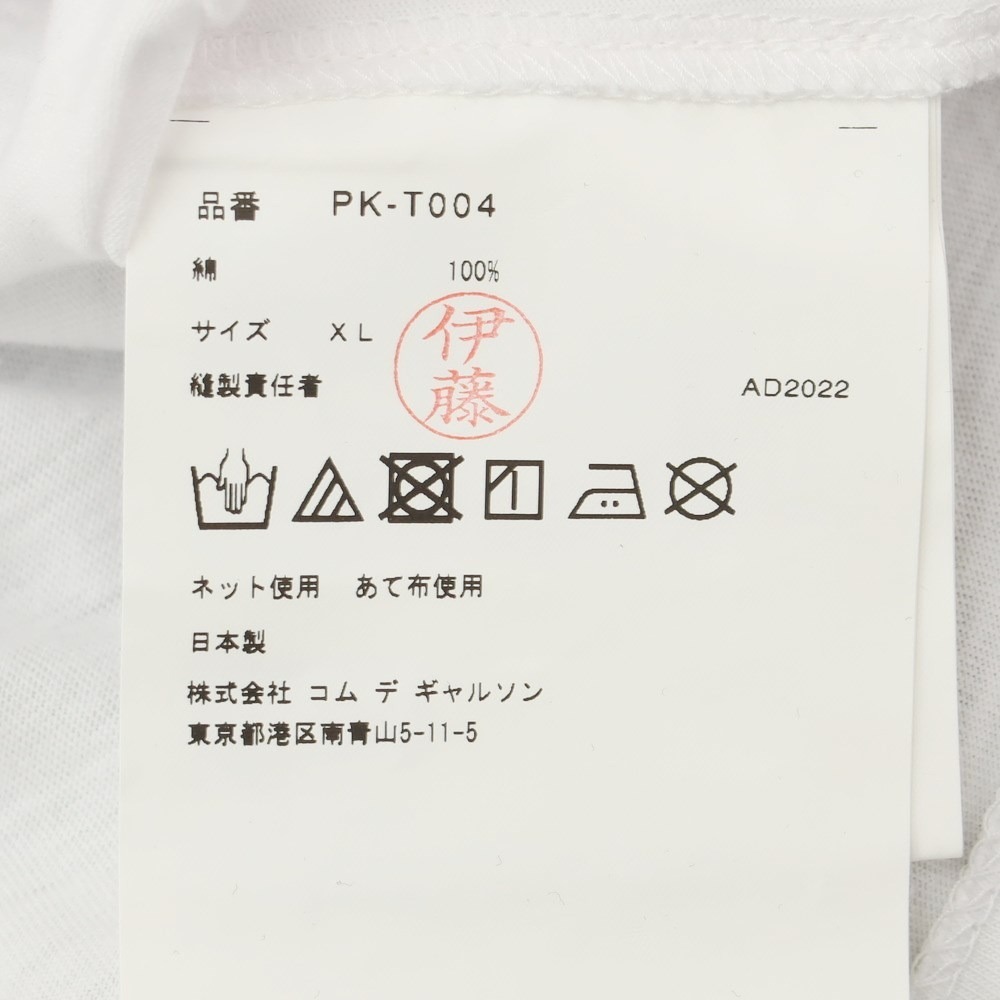 品番 PK-T004
綿 100%
サイズ XL
伊藤
縫製責任者 AD2022
ネット使用 あて布使用
日本製
株式会社 コム デ ギャルソン
東京都港区南青山5-11-5